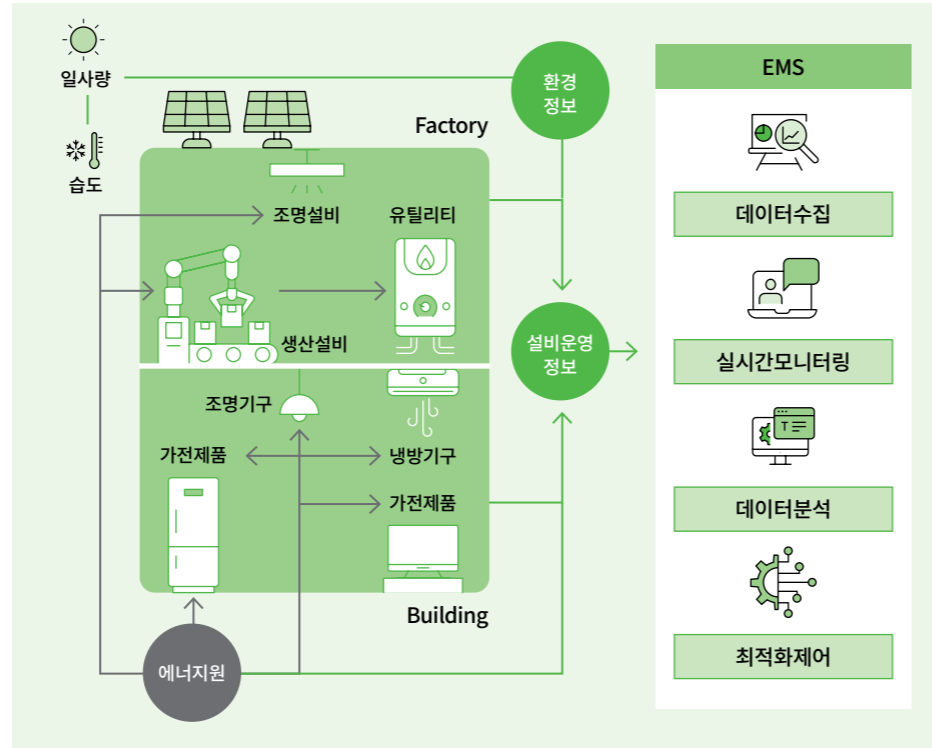 일사량
습도
환경
정보
Factory
조명설비
유틸리티
생산설비
설비운영
정보
조명기구
가전제품
냉방기구
가전제품
Building
에너지원
EMS
데이터수집
실시간모니터링
T
데이터분석
최적화제어